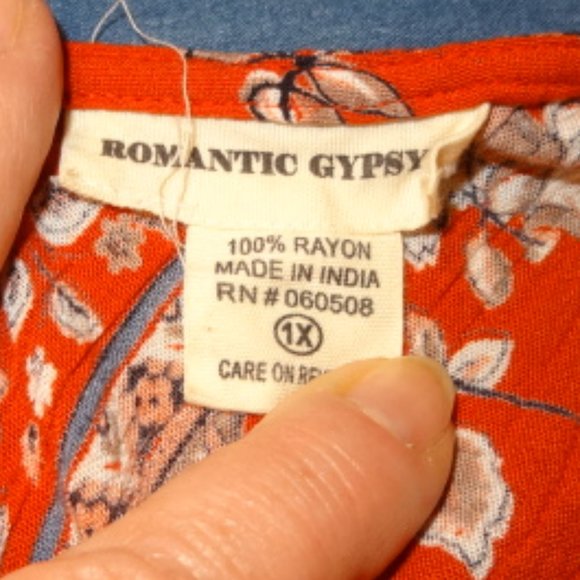 ROMANTIC GYPSY
100% RAYON
MADE IN INDIA
RN # 060508
1X
CARE ON